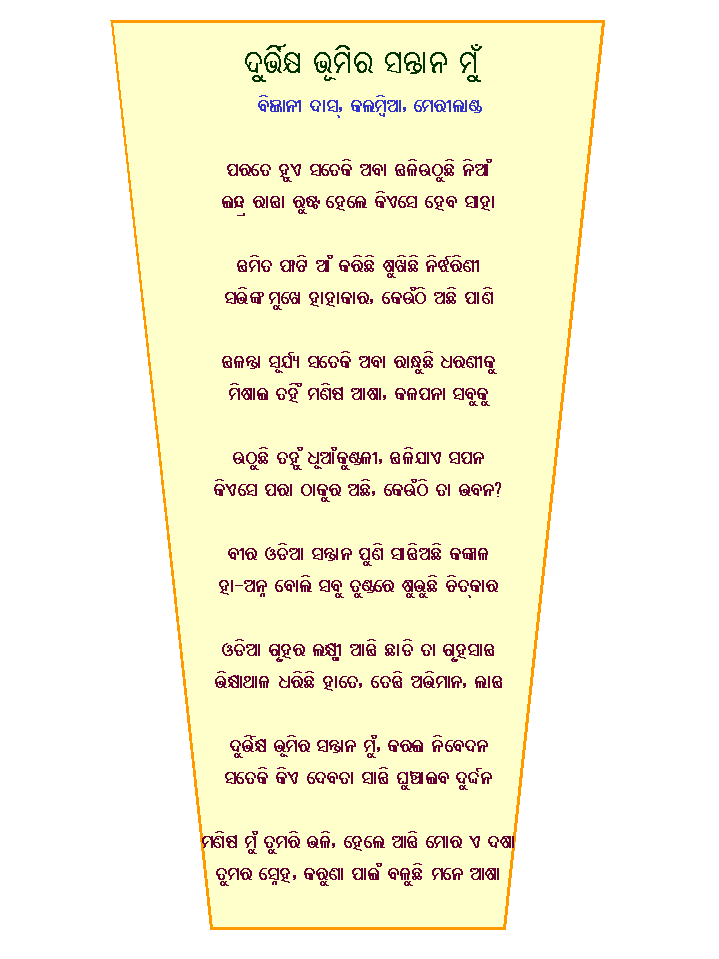 ଦୁର୍ଭିକ୍ଷ ଭୂମିର ସନ୍ତାନ ମୁଁ
ବିଜ୍ଞାନୀ ଦାସ୍, କଲମ୍ବିଆ, ମେରୀଲାଣ୍ଡ
ପରତେ ହୁଏ ସତେକି ଅବା ଜଳିଉଠୁଛି ନିଆଁ
ଇନ୍ଦ୍ର ରାଜା ରୁଷ୍ଟ ହେଲେ କିଏସେ ହେବ ସାହା
ଜମିତ ଫାଟି ଆଁ କରିଛି ଶୁଖିଛି ନିର୍ଝରିଣୀ
ସଭିଙ୍କ ମୁଖେ ହାହାକାର, କେଉଁଠି ଅଛି ପାଣି
ଜଳନ୍ତା ସୂର୍ଯ୍ୟ ସତେକି ଅବା ରାନ୍ଧୁଛି ଧରଣୀକୁ
ମିଶାଇ ତହିଁ ମଣିଷ ଆଶା, କଳପନା ସବୁକୁ
ଉଠୁଛି ତହୁଁ ଧୂଆଁକୁଣ୍ଡଳୀ, ଜଳିଯାଏ ସପନ
କିଏସେ ପରା ଠାକୁର ଅଛି, କେଉଁଠି ତା ଭବନ?
ବୀର ଓଡିଆ ସନ୍ତାନ ପୁଣି ସାଜିଅଛି କଙ୍କାଳ
ହା-ଅନ୍ନ ବୋଲି ସବୁ ତୁଣ୍ଡରେ ଶୁଭୁଛି ଚିତ୍କାର
ଓଡିଆ ଗୃହର ଲକ୍ଷ୍ମୀ ଆଜି ଛାଡି ତା ଗୃହସାଜ
ଭିକ୍ଷାଥାଳ ଧରିଛି ହାତେ, ତେଜି ଅଭିମାନ, ଲାଜ
ଦୁର୍ଭିକ୍ଷ ଭୂମିର ସନ୍ତାନ ମୁଁ, କରଇ ନିବେଦନ
ସତେକି କିଏ ଦେବତା ସାଜି ଘୁଞ୍ଚାଇବ ଦୁର୍ଦ୍ଦିନ
ମଣିଷ ମୁଁ ତୁମରି ଭଳି, ହେଲେ ଆଜି ମୋର ଏ ଦଶା
ତୁମର ସ୍ନେହ, କରୁଣା ପାଇଁ ବଳୁଛି ମନେ ଆଶା